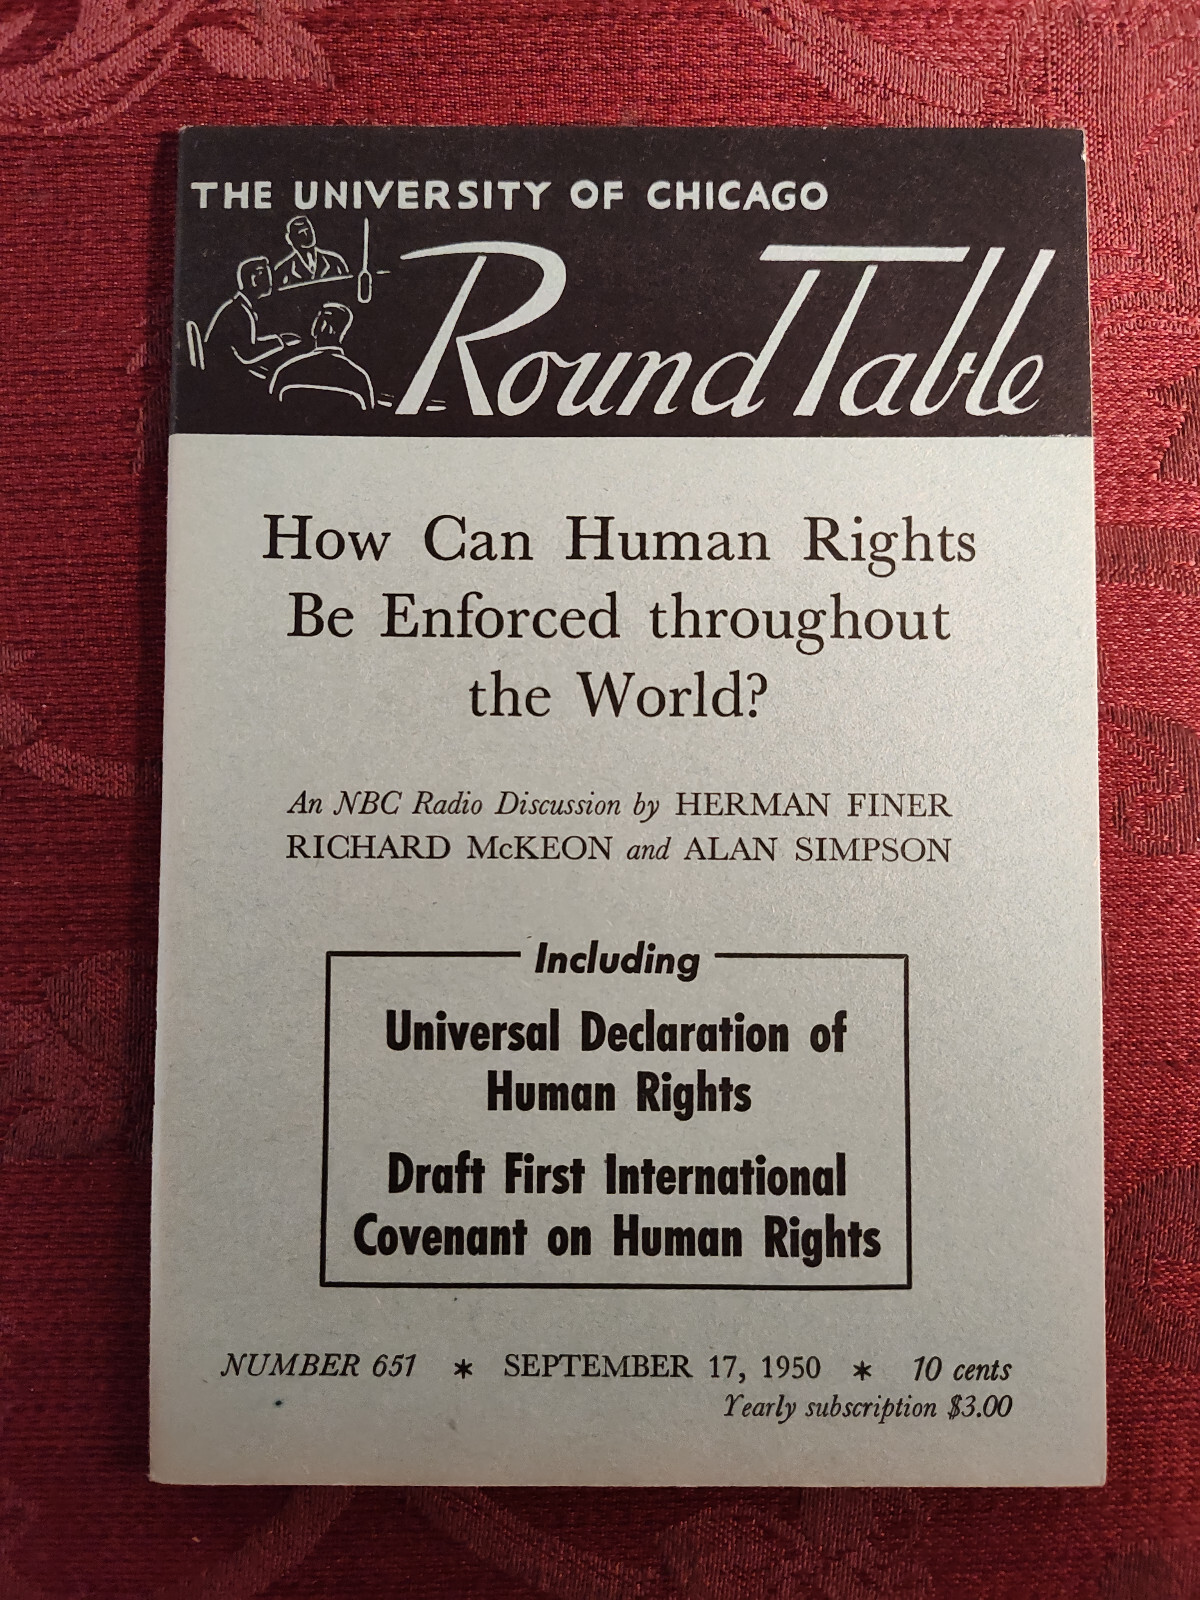 THE UNIVERSITY OF CHICAGO
Round Table
How Can Human Rights
Be Enforced throughout
the World?
An NBC Radio Discussion by HERMAN FINER
RICHARD McKEON and ALAN SIMPSON
Including
Universal Declaration of
Human Rights
Draft First International
Covenant on Human Rights
NUMBER 651 * SEPTEMBER 17, 1950 * 10 cents
Yearly subscription $3.00